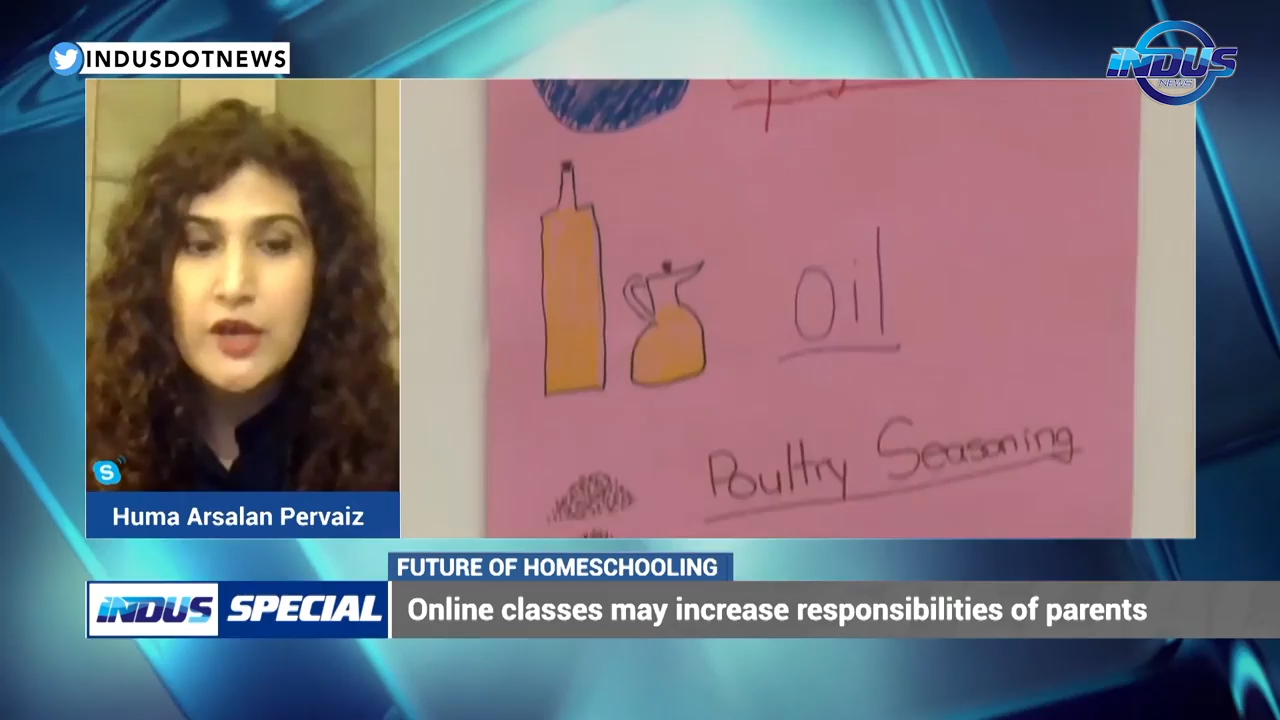 INDUSDOTNEWS
INDUS
NEWS
Oil
Poultry Seasoning
S
Huma Arsalan Pervaiz
FUTURE OF HOMESCHOOLING
INDUS SPECIAL
Online classes may increase responsibilities of parents